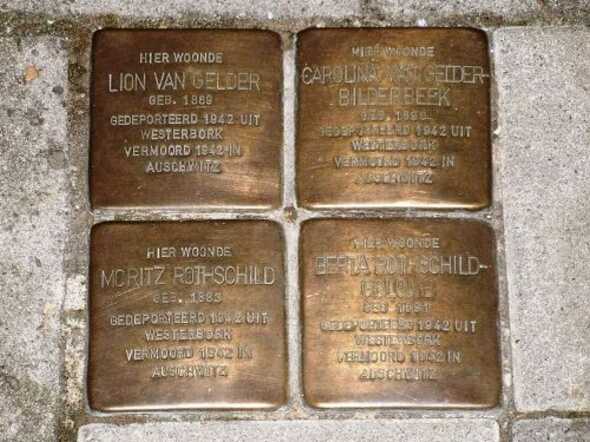 HIER WOONDE
LION VAN GELDER
GEB. 1869
GEDEPORTEERD 1942 UIT
WESTERBORK
VERMOORD 1942 IN
AUSCHWITZ
HIER WOONDE
CAROLINA VAN GELDER-
BILDERBEEK
GEB.
GEDEPORTEERD 1942 UIT
WESTERBORK
VERMOORD 1942 IN
AUSCHWITZ
HIER WOONDE
MORITZ ROTHSCHILD
GEB. 1883
GEDEPORTEERD 1942 UIT
WESTERBORK
VERMOORD 1942 IN
AUSCHWITZ
HIER WOONDE
BERTA ROTHSCHILD-
GEB. 1891
GEDEPORTEERD 1942 UIT
WESTERBORK
VERMOORD 1942 IN
AUSCHWITZ